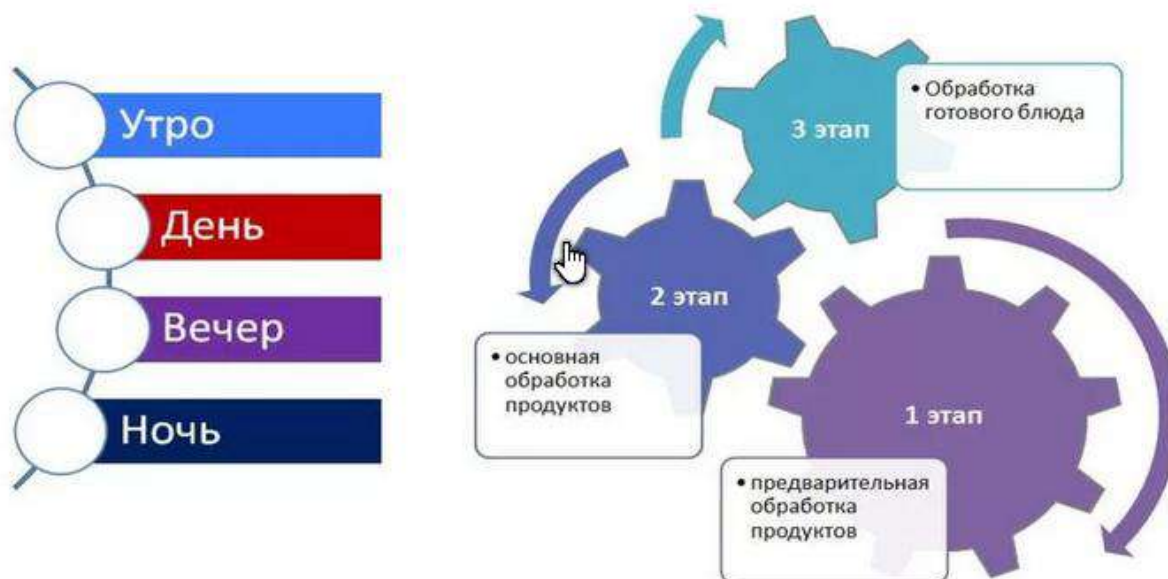 Утро
День
Вечер
Ночь
3 этап
• Обработка
готового блюда
2 этап
• основная
обработка
продуктов
1 этап
• предварительная
обработка
продуктов